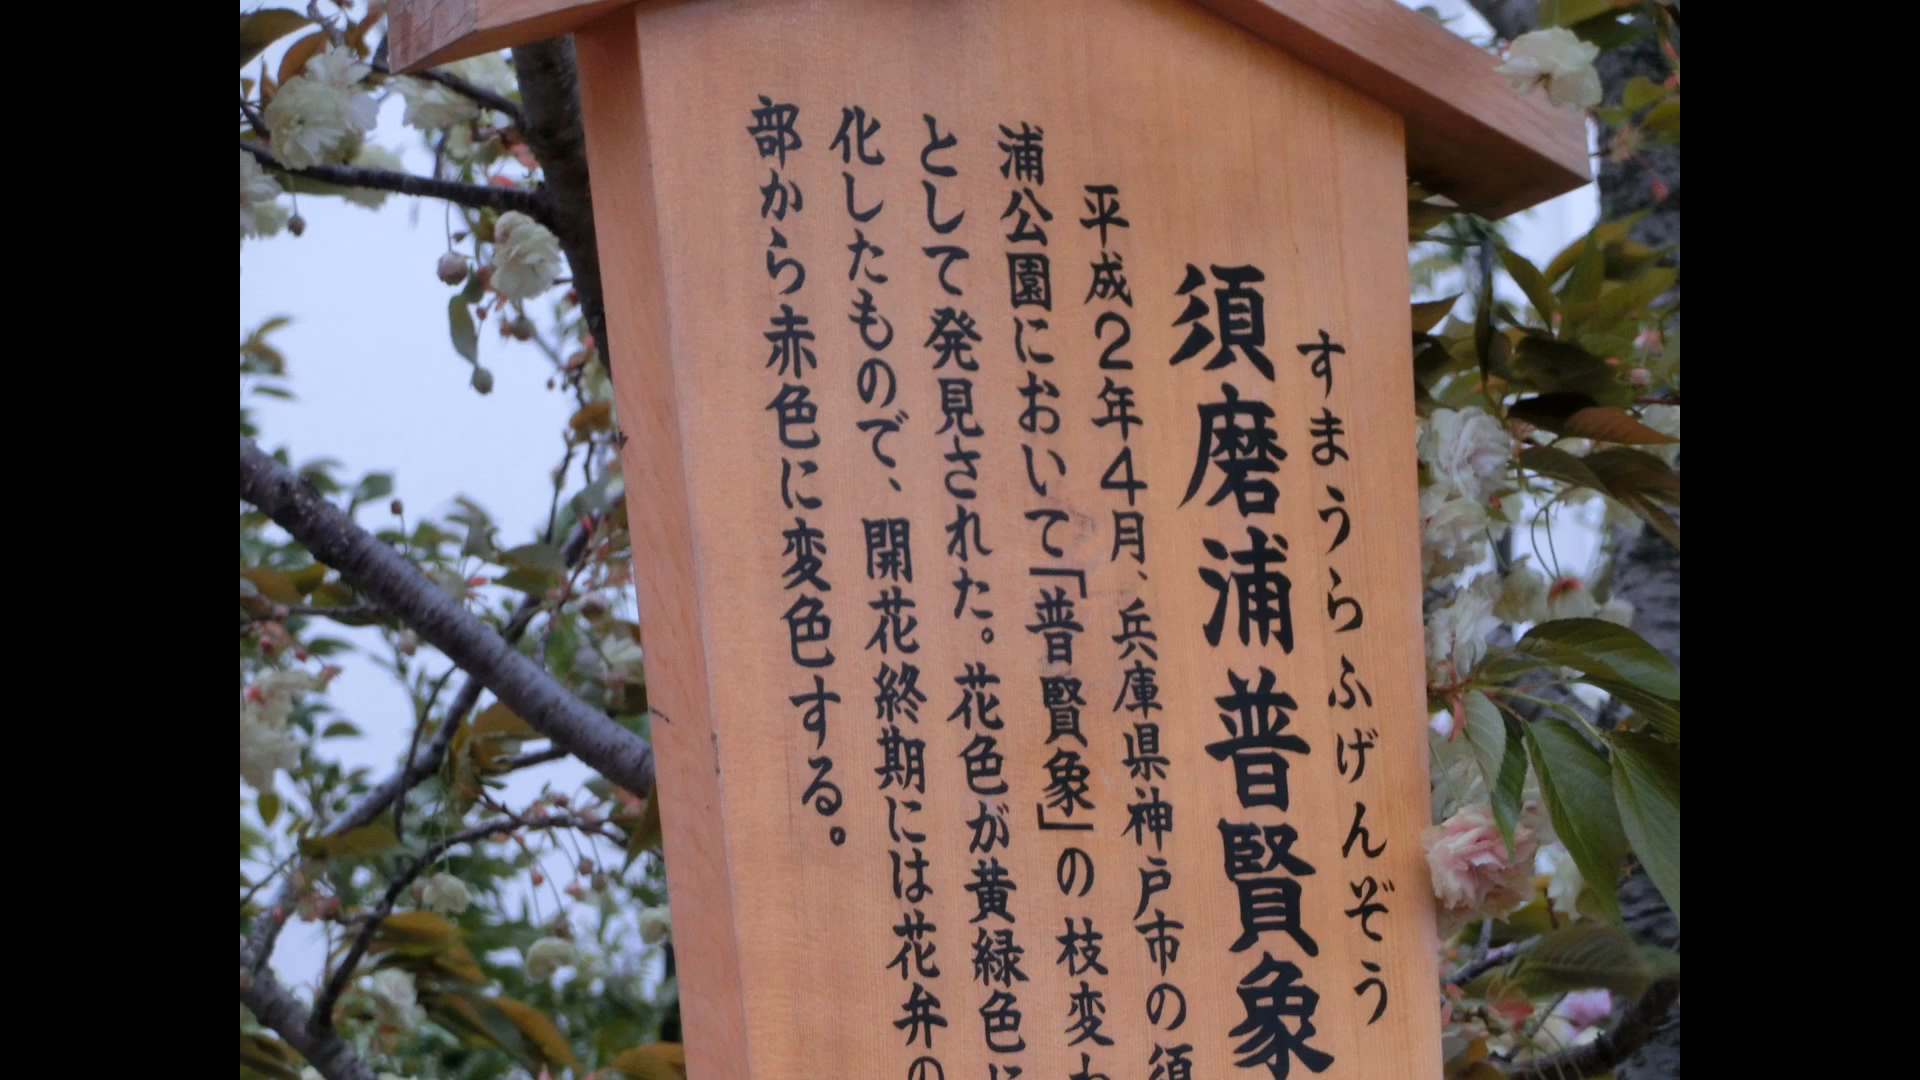 すまうらふげんぞう
須磨浦普賢象
平成2年4月、兵庫県神戸市の須
浦公園において「普賢象」の枝変わ
として発見された。花色が黄緑色に
化したもので、開花終期には花弁の
部から赤色に変色する。